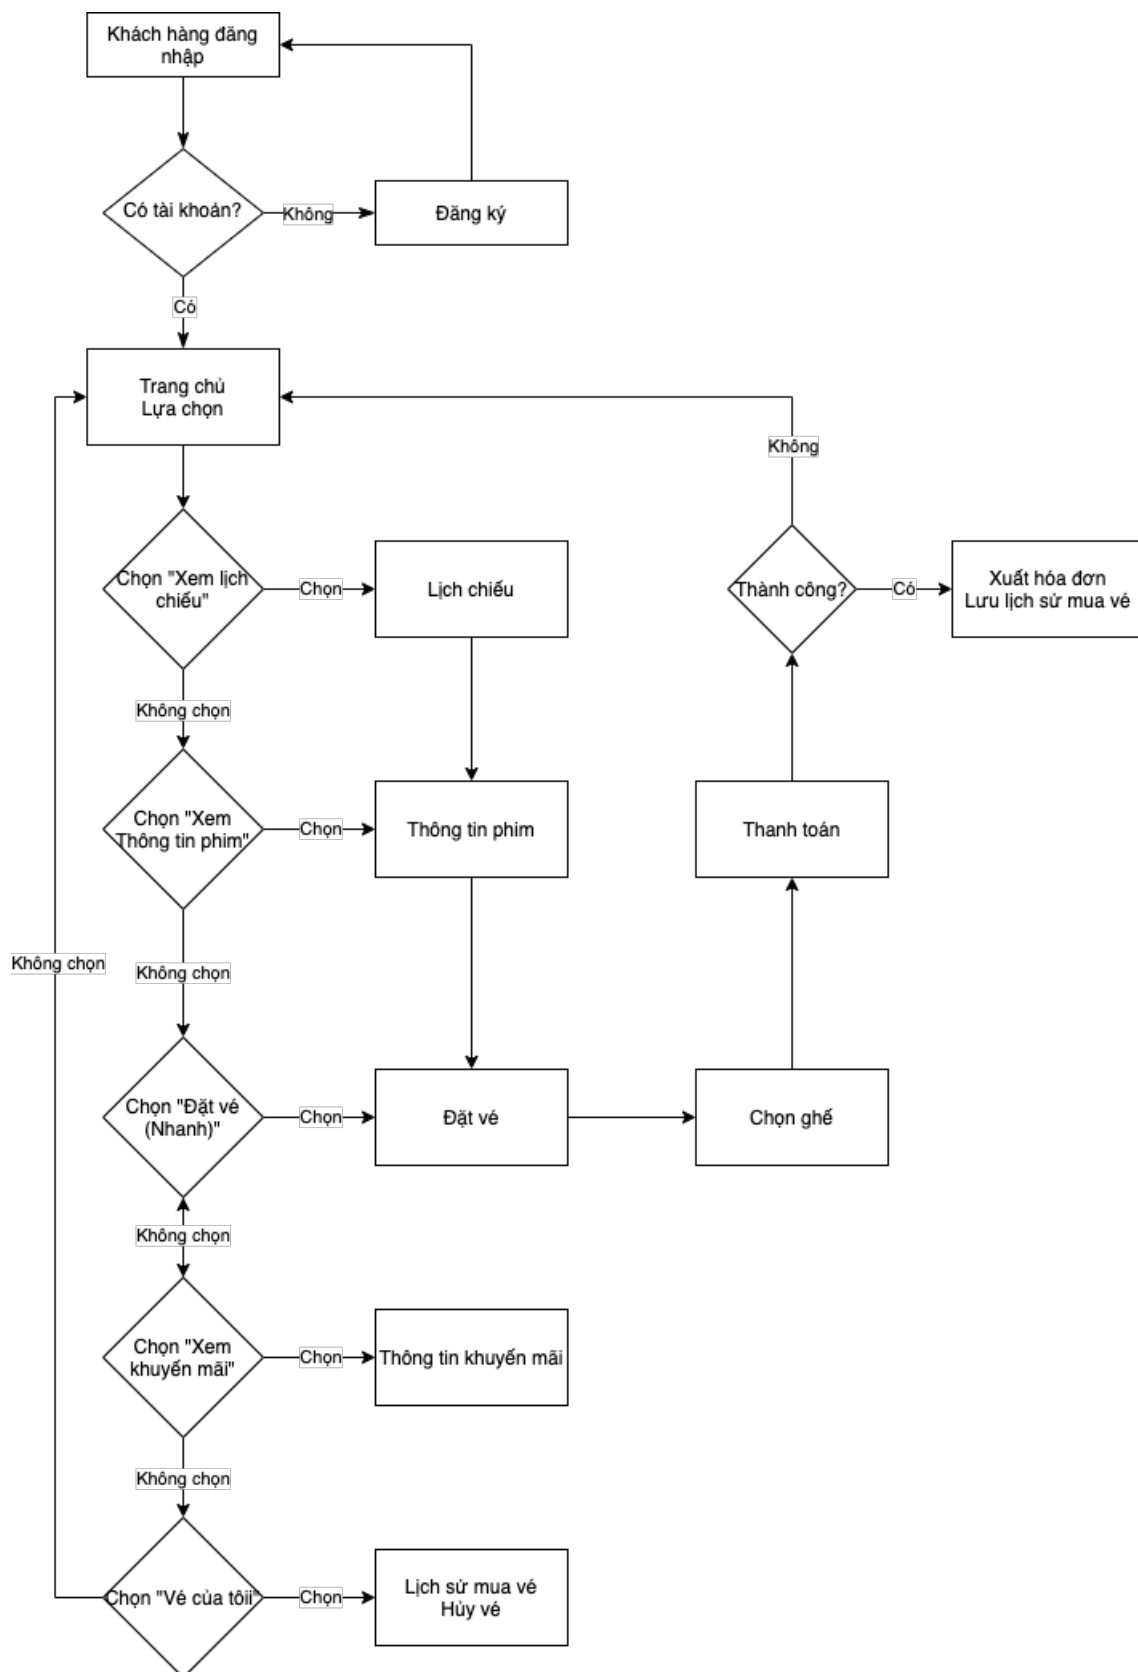 Khách hàng đăng
nhập
Có tài khoản?
Không
Đăng ký
Có
Trang chủ
Lựa chọn
Không
Chọn "Xem lịch
chiếu"
Chọn
Lịch chiếu
Thành công?
Có
Xuất hóa đơn
Lưu lịch sử mua vé
Không chọn
Chọn "Xem
Thông tin phim"
Chọn
Thông tin phim
Thanh toán
Không chọn
Không chọn
Chọn "Đặt vé
(Nhanh)"
Chọn
Đặt vé
Chọn ghế
Không chọn
Chọn "Xem
khuyến mãi"
Chọn
Thông tin khuyến mãi
Không chọn
Chọn "Vé của tôii"
Chọn
Lịch sử mua vé
Hủy vé